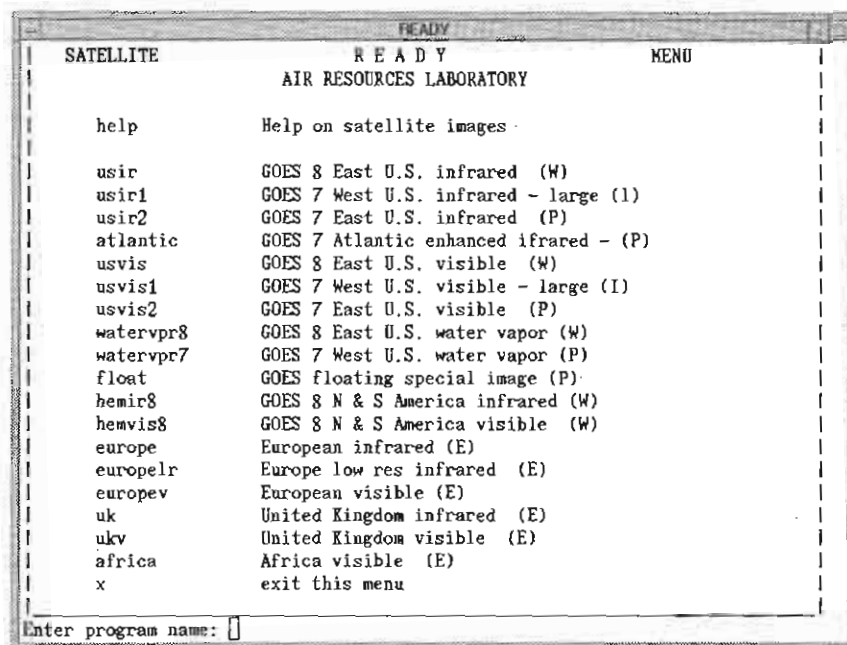 READY
SATELLITE R E A D Y MENU
AIR RESOURCES LABORATORY
help Help on satellite images
usir GOES 8 East U.S. infrared (W)
usir1 GOES 7 West U.S. infrared - large (l)
usir2 GOES 7 East U.S. infrared (P)
atlantic GOES 7 Atlantic enhanced ifrared - (P)
usvis GOES 8 East U.S. visible (W)
usvis1 GOES 7 West U.S. visible - large (I)
usvis2 GOES 7 East U.S. visible (P)
watervpr8 GOES 8 East U.S. water vapor (W)
watervpr7 GOES 7 West U.S. water vapor (P)
float GOES floating special image (P)
hemir8 GOES 8 N & S America infrared (W)
hemvis8 GOES 8 N & S America visible (W)
europe European infrared (E)
europelr Europe low res infrared (E)
europev European visible (E)
uk United Kingdom infrared (E)
ukv United Kingdom visible (E)
africa Africa visible (E)
x exit this menu
Enter program name: